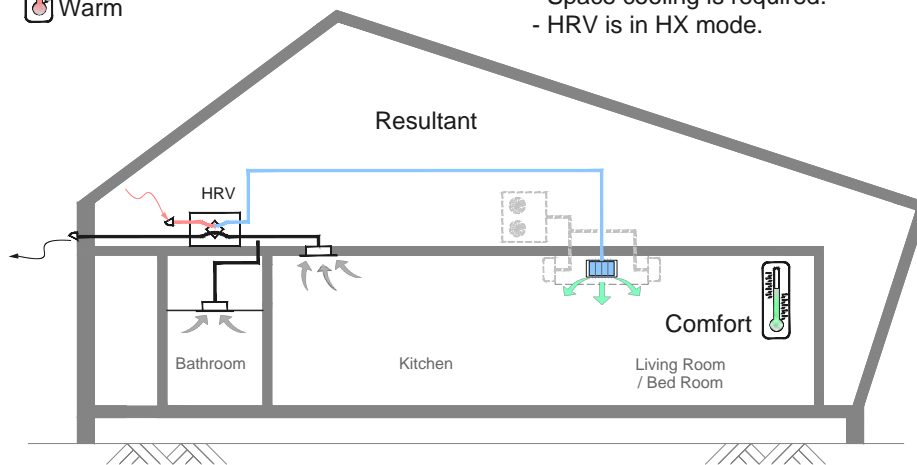 Warm
Space cooling is required.
- HRV is in HX mode.
Resultant
HRV
Comfort
Bathroom
Kitchen
Living Room
/ Bed Room